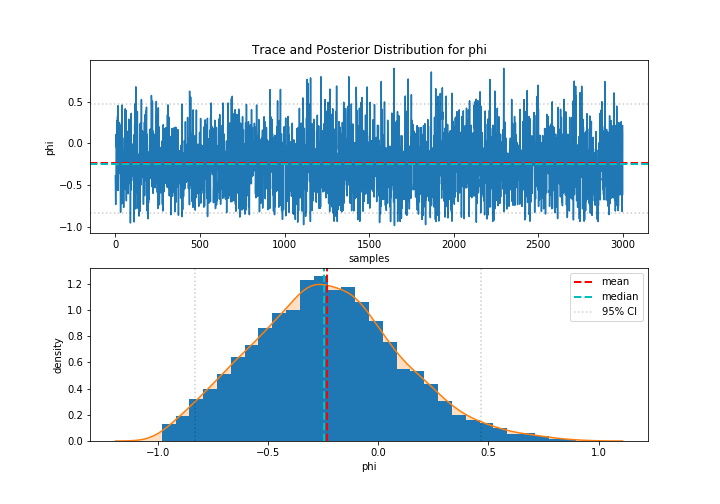 Trace and Posterior Distribution for phi
phi
0.5
0.0
−0.5
−1.0
0 500 1000 1500 2000 2500 3000
samples
density
1.2
1.0
0.8
0.6
0.4
0.2
0.0
mean
median
95% CI
−1.0 −0.5 0.0 0.5 1.0
phi